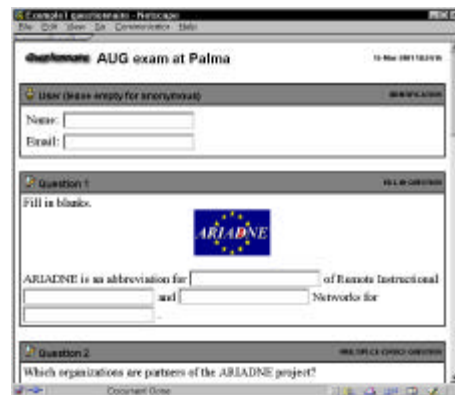 Example1 questionnaire - Netscape
File Edit View Go Communicator Help
questionnaire AUG exam at Palma
User (leave empty for anonymous) IDENTIFICATION
Name:
Email:
Question 1 FILL-IN QUESTION
Fill in blanks.
ARIADNE
ARIADNE is an abbreviation for of Remote Instructional
and Networks for
.
Question 2 MULTIPLE-CHOICE QUESTION
Which organizations are partners of the ARIADNE project?
Document: Done